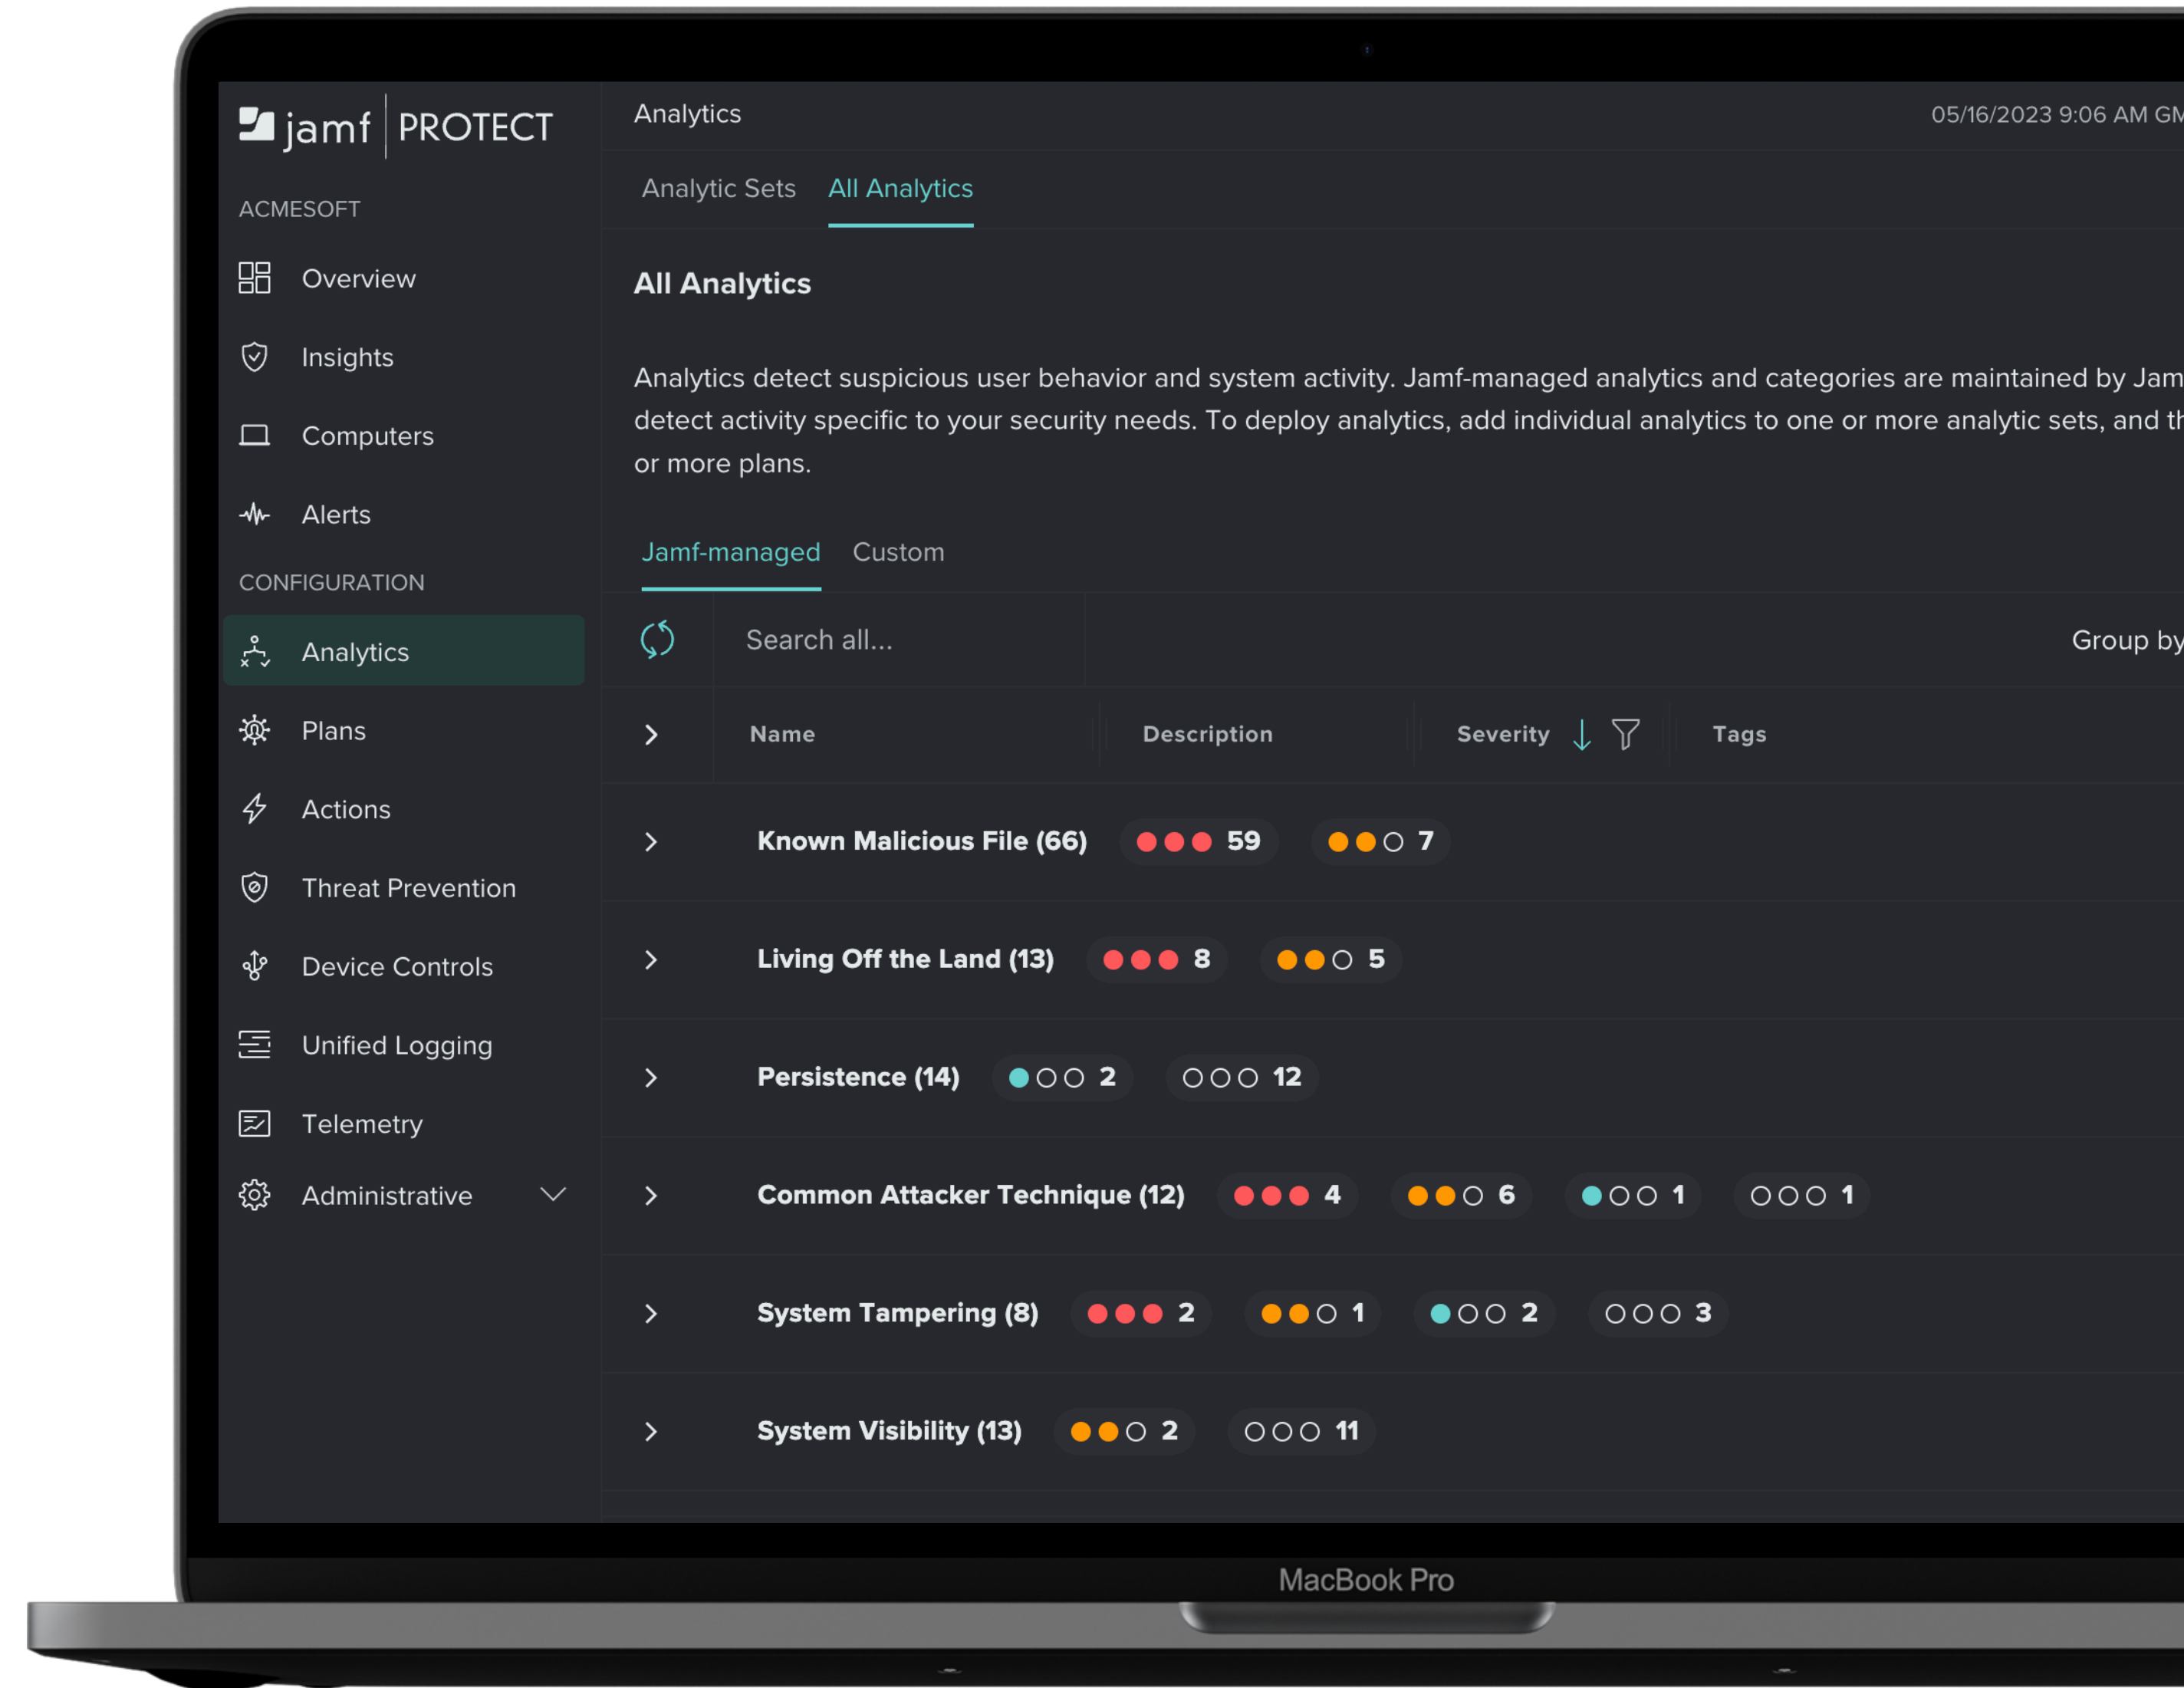 jamf PROTECT
ACMESOFT
Overview
Insights
Computers
Alerts
CONFIGURATION
Analytics
Plans
Actions
Threat Prevention
Device Controls
Unified Logging
Telemetry
Administrative
Analytics
05/16/2023 9:06 AM GM
Analytic Sets All Analytics
All Analytics
Analytics detect suspicious user behavior and system activity. Jamf-managed analytics and categories are maintained by Jam
detect activity specific to your security needs. To deploy analytics, add individual analytics to one or more analytic sets, and th
or more plans.
Jamf-managed Custom
Search all...
Group by
Name Description Severity Tags
Known Malicious File (66) 59 7
Living Off the Land (13) 8 5
Persistence (14) 2 12
Common Attacker Technique (12) 4 6 1 1
System Tampering (8) 2 1 2 3
System Visibility (13) 2 11
MacBook Pro